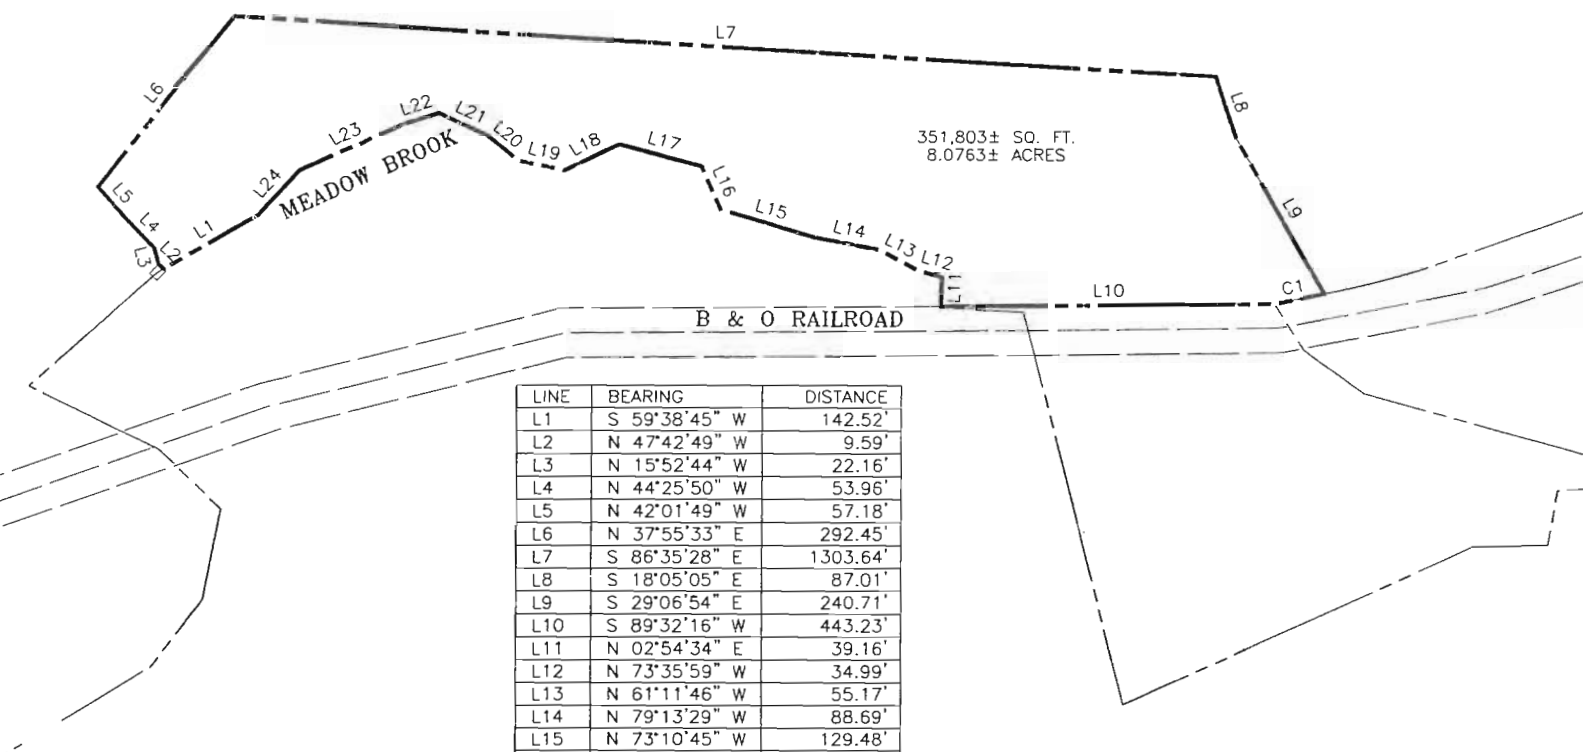 L7
L6
L8
L22
L21
L23
L20
L19
L18
L17
351,803± SQ. FT.
8.0763± ACRES
MEADOW BROOK
L5
L24
L16
L4
L1
L15
L9
L2
L14
L3
L13
L12
L11
L10
C1
B & O RAILROAD
LINE BEARING DISTANCE
L1 S 59°38'45" W 142.52'
L2 N 47°42'49" W 9.59'
L3 N 15°52'44" W 22.16'
L4 N 44°25'50" W 53.96'
L5 N 42°01'49" W 57.18'
L6 N 37°55'33" E 292.45'
L7 S 86°35'28" E 1303.64'
L8 S 18°05'05" E 87.01'
L9 S 29°06'54" E 240.71'
L10 S 89°32'16" W 443.23'
L11 N 02°54'34" E 39.16'
L12 N 73°35'59" W 34.99'
L13 N 61°11'46" W 55.17'
L14 N 79°13'29" W 88.69'
L15 N 73°10'45" W 129.48'